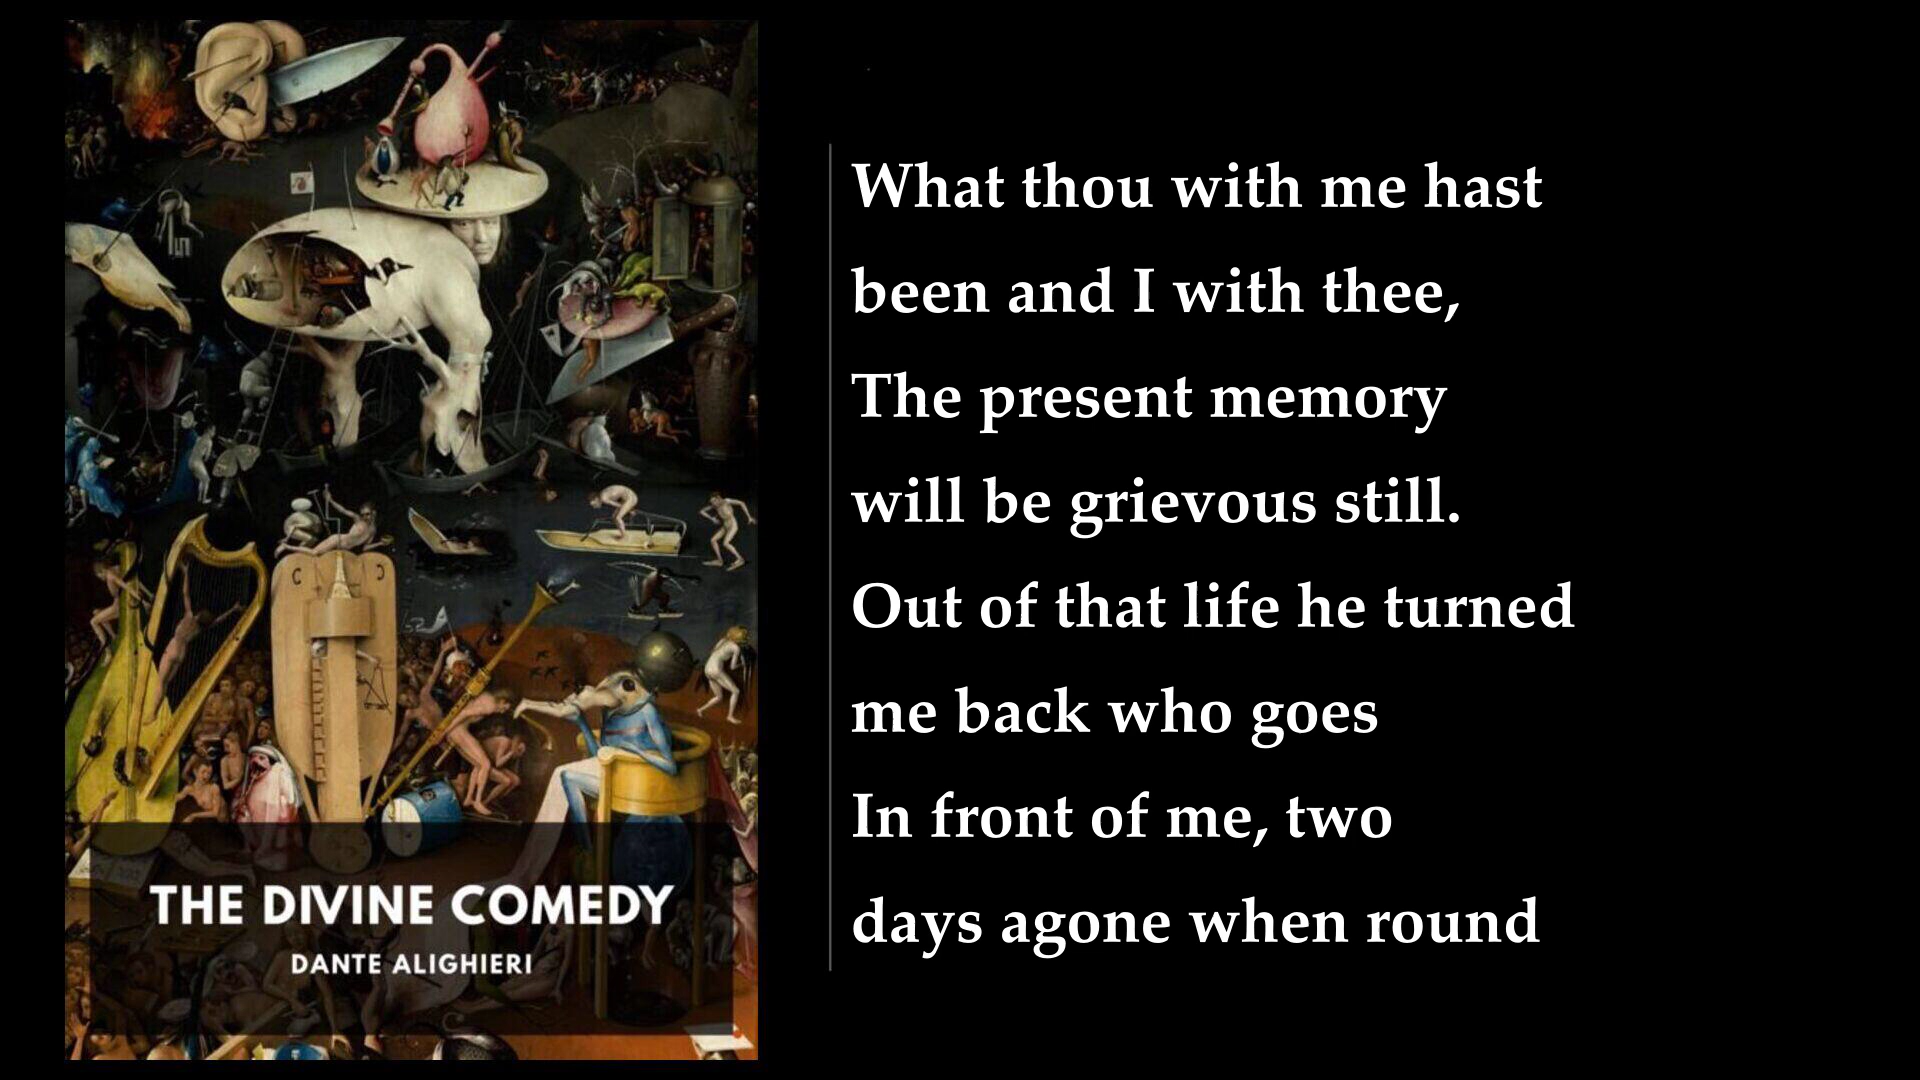 THE DIVINE COMEDY
DANTE ALIGHIERI
What thou with me hast
been and I with thee,
The present memory
will be grievous still.
Out of that life he turned
me back who goes
In front of me, two
days agone when round